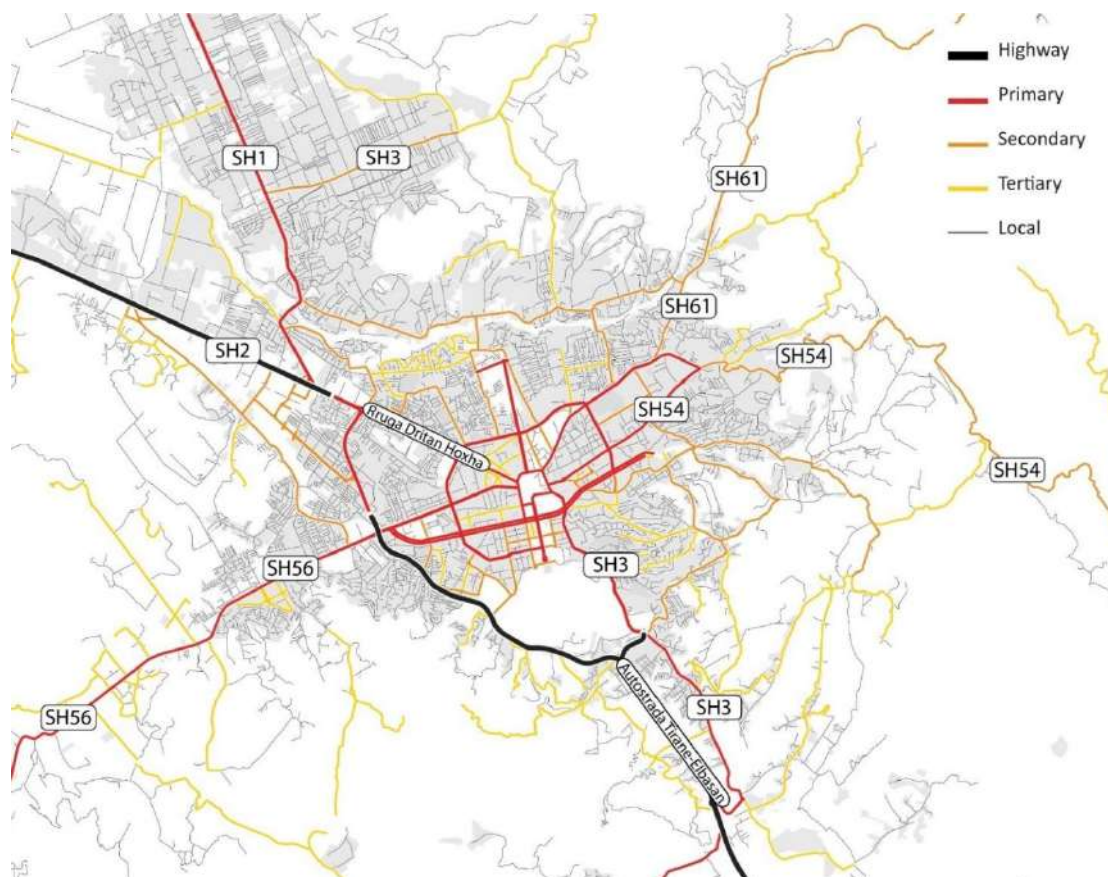 Highway
Primary
Secondary
Tertiary
Local
SH1
SH3
SH61
SH61
SH2
SH54
SH54
Rruga Dritan Hoxha
SH54
SH56
SH3
SH56
SH3
Autostrada Tirane-Elbasan